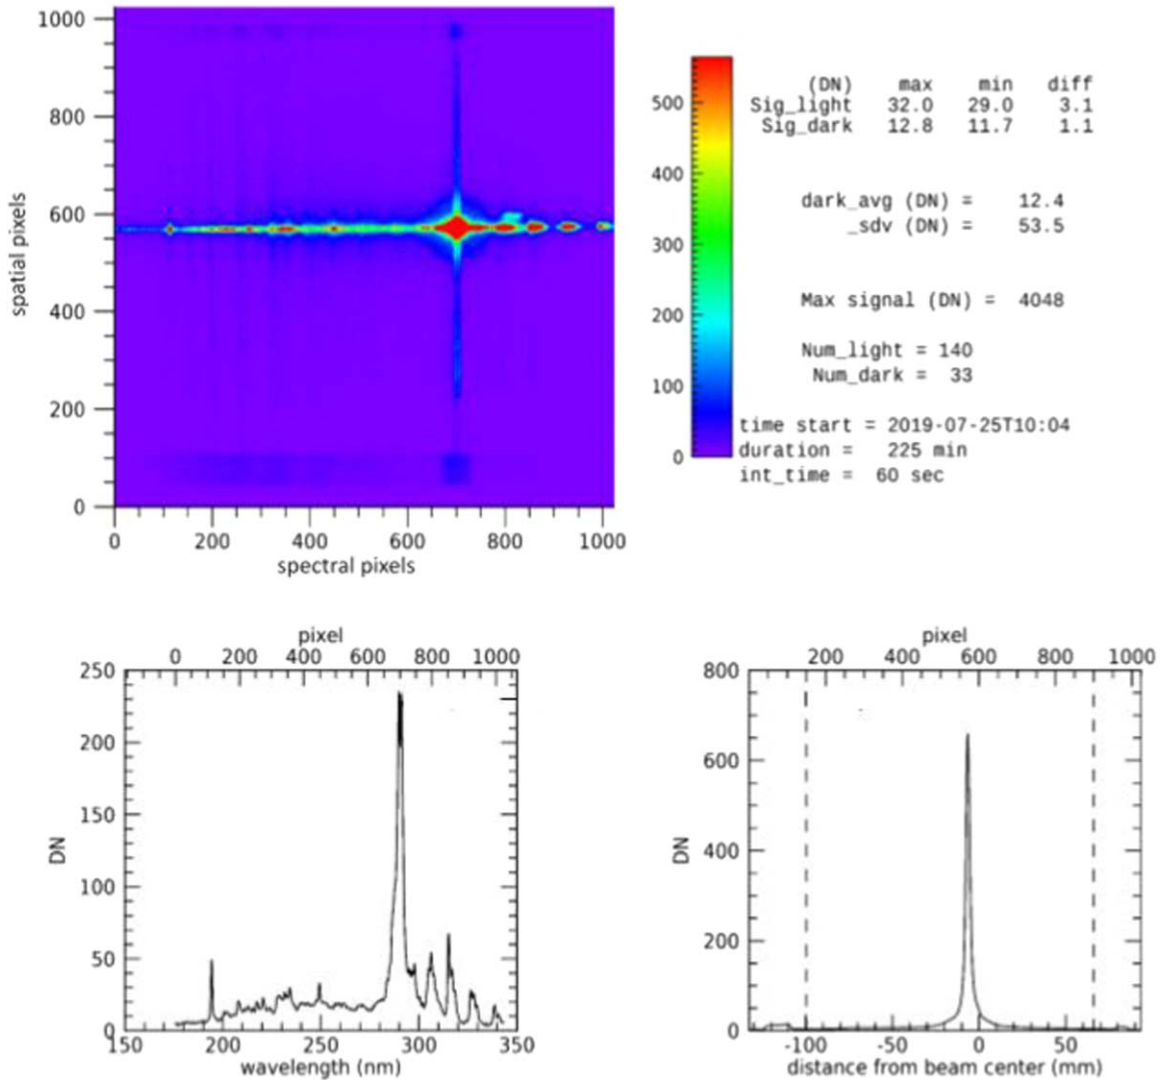 1000
800
600
400
200
0
spatial pixels
0 200 400 600 800 1000
spectral pixels
500
400
300
200
100
0
(DN) max min diff
Sig_light 32.0 29.0 3.1
Sig_dark 12.8 11.7 1.1
dark_avg (DN) = 12.4
_sdv (DN) = 53.5
Max signal (DN) = 4048
Num_light = 140
Num_dark = 33
time start = 2019-07-25T10:04
duration = 225 min
int_time = 60 sec
pixel
0 200 400 600 800 1000
250
200
150
100
50
0
DN
150 200 250 300 350
wavelength (nm)
pixel
200 400 600 800 1000
800
600
400
200
0
DN
-100 -50 0 50
distance from beam center (mm)